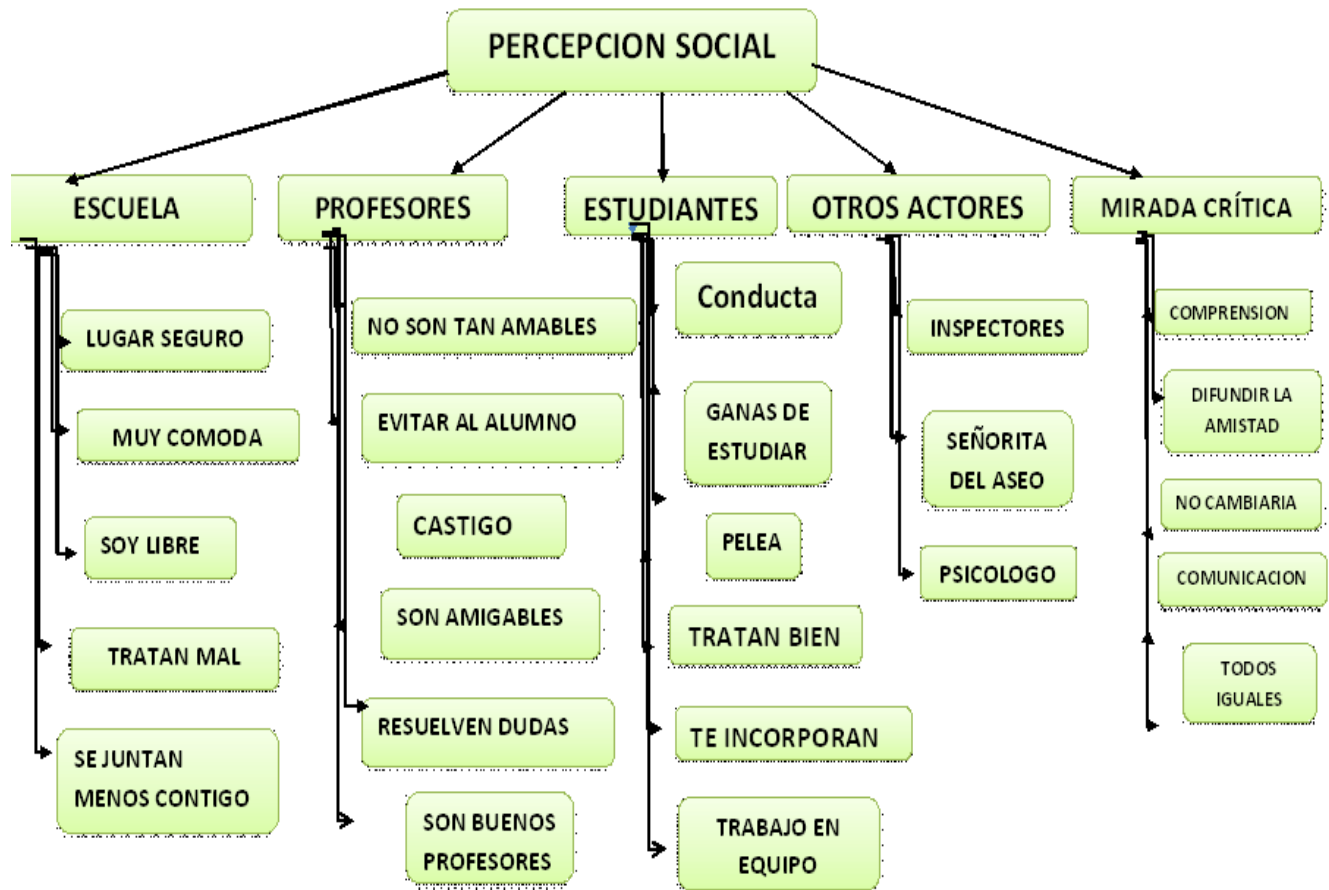 PERCEPCION SOCIAL
ESCUELA
PROFESORES
ESTUDIANTES
OTROS ACTORES
MIRADA CRÍTICA
LUGAR SEGURO
MUY COMODA
SOY LIBRE
TRATAN MAL
SE JUNTAN
MENOS CONTIGO
NO SON TAN AMABLES
EVITAR AL ALUMNO
CASTIGO
SON AMIGABLES
RESUELVEN DUDAS
SON BUENOS
PROFESORES
Conducta
GANAS DE
ESTUDIAR
PELEA
TRATAN BIEN
TE INCORPORAN
TRABAJO EN
EQUIPO
INSPECTORES
SEÑORITA
DEL ASEO
PSICOLOGO
COMPRENSION
DIFUNDIR LA
AMISTAD
NO CAMBIARIA
COMUNICACION
TODOS
IGUALES